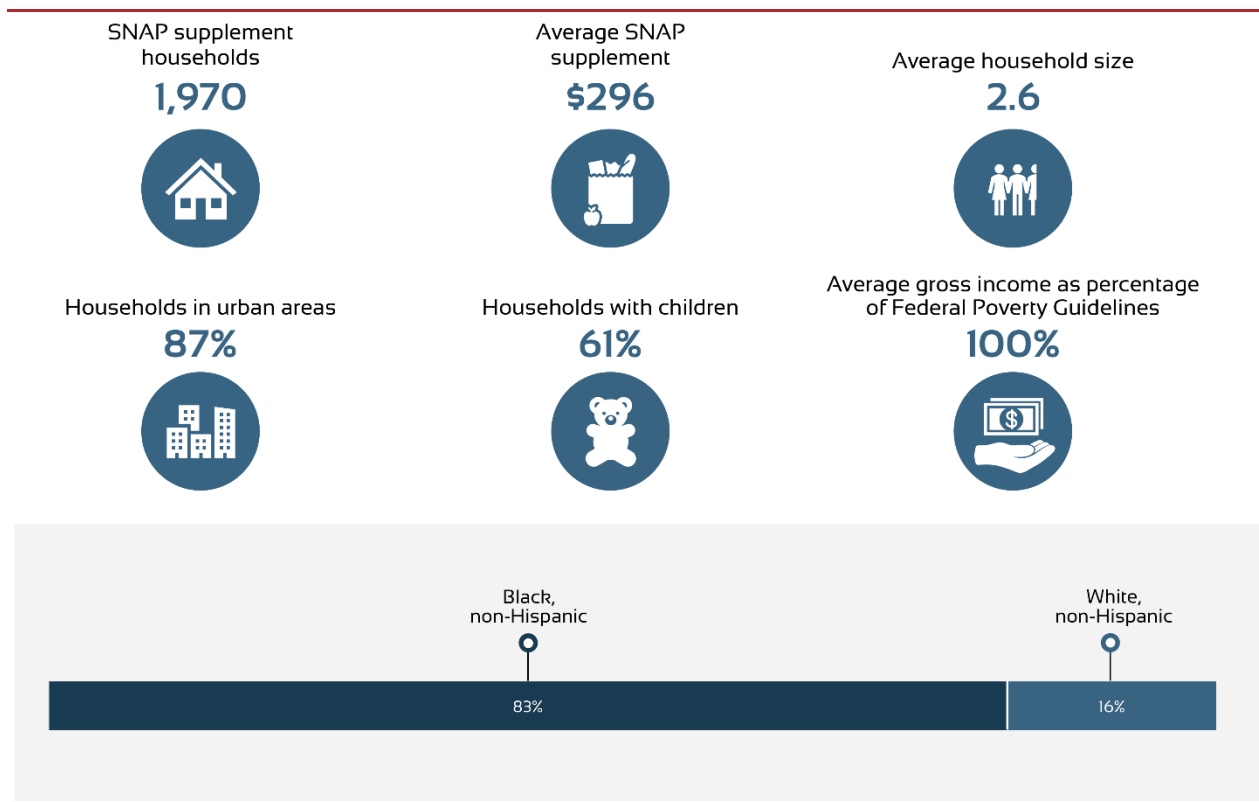 SNAP supplement
households
1,970
Average SNAP
supplement
$296
Average household size
2.6
Households in urban areas
87%
Households with children
61%
Average gross income as percentage
of Federal Poverty Guidelines
100%
$
Black,
non-Hispanic
White,
non-Hispanic
83%
16%